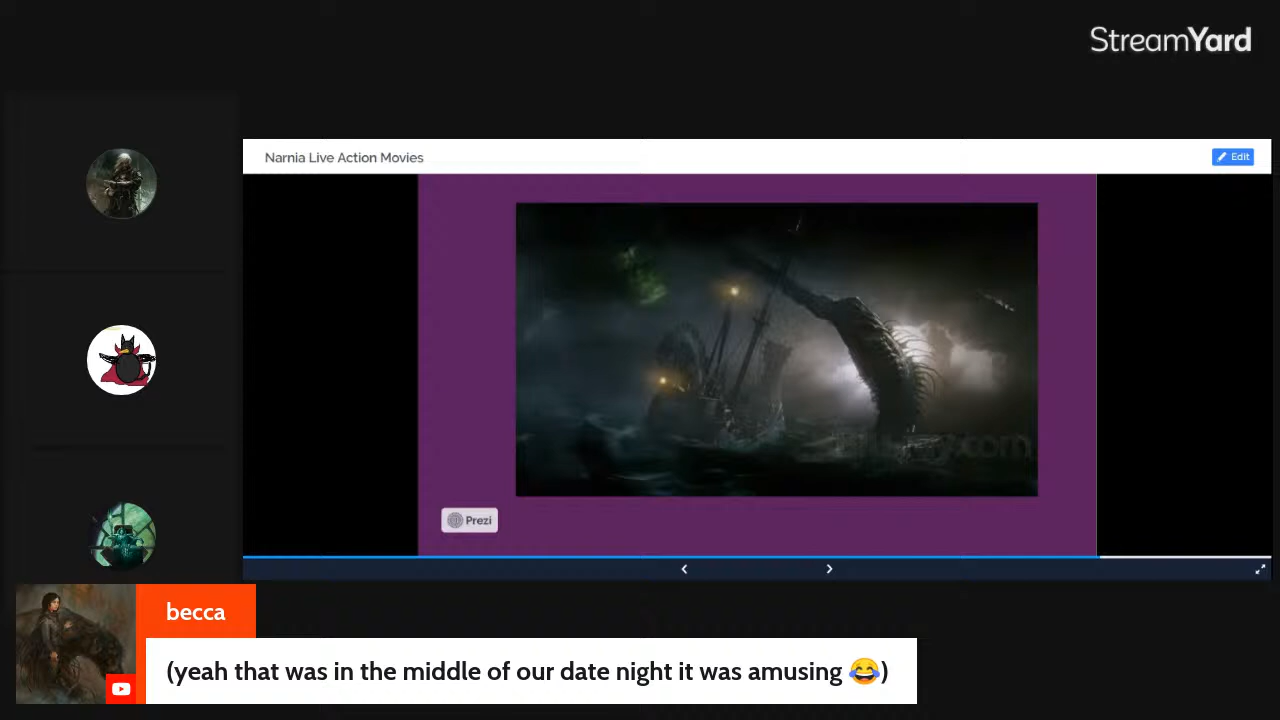 StreamYard
Narnia Live Action Movies
Edit
Prezi
becca
(yeah that was in the middle of our date night it was amusing 😂)